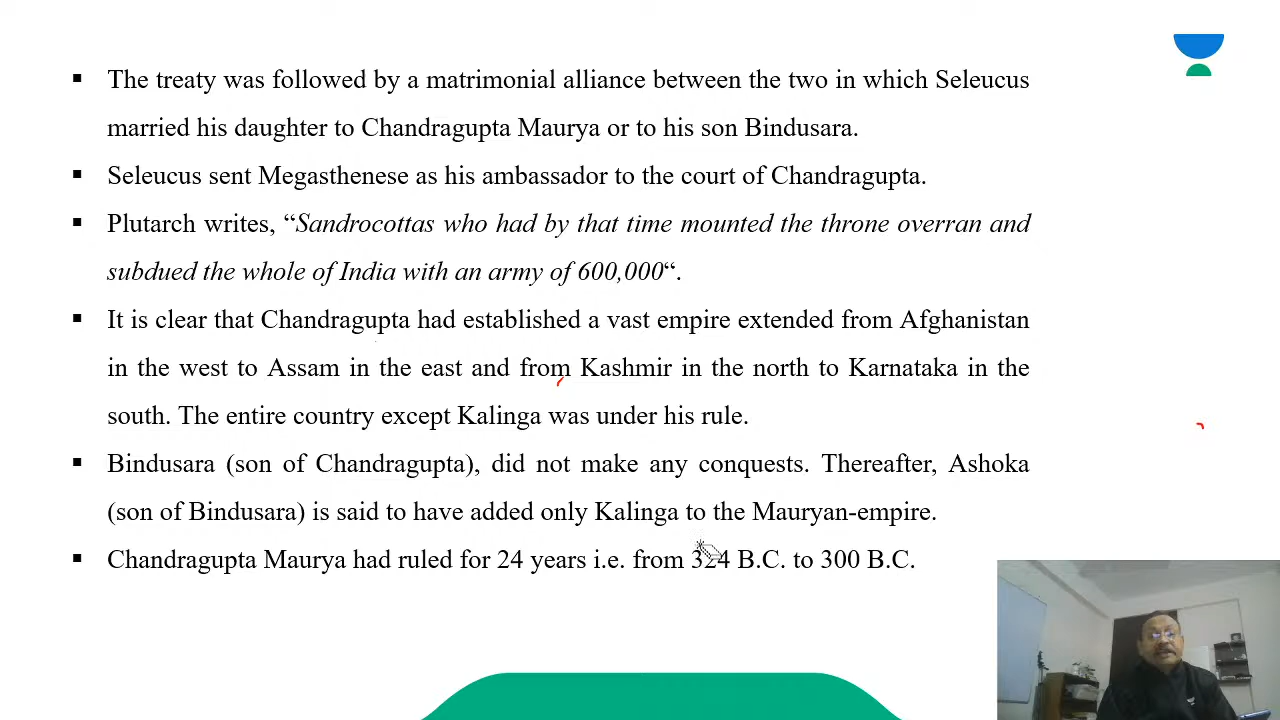 ▪ The treaty was followed by a matrimonial alliance between the two in which Seleucus
married his daughter to Chandragupta Maurya or to his son Bindusara.
▪ Seleucus sent Megasthenese as his ambassador to the court of Chandragupta.
▪ Plutarch writes, “Sandrocottas who had by that time mounted the throne overran and
subdued the whole of India with an army of 600,000“.
▪ It is clear that Chandragupta had established a vast empire extended from Afghanistan
in the west to Assam in the east and from Kashmir in the north to Karnataka in the
south. The entire country except Kalinga was under his rule.
▪ Bindusara (son of Chandragupta), did not make any conquests. Thereafter, Ashoka
(son of Bindusara) is said to have added only Kalinga to the Mauryan-empire.
▪ Chandragupta Maurya had ruled for 24 years i.e. from 324 B.C. to 300 B.C.